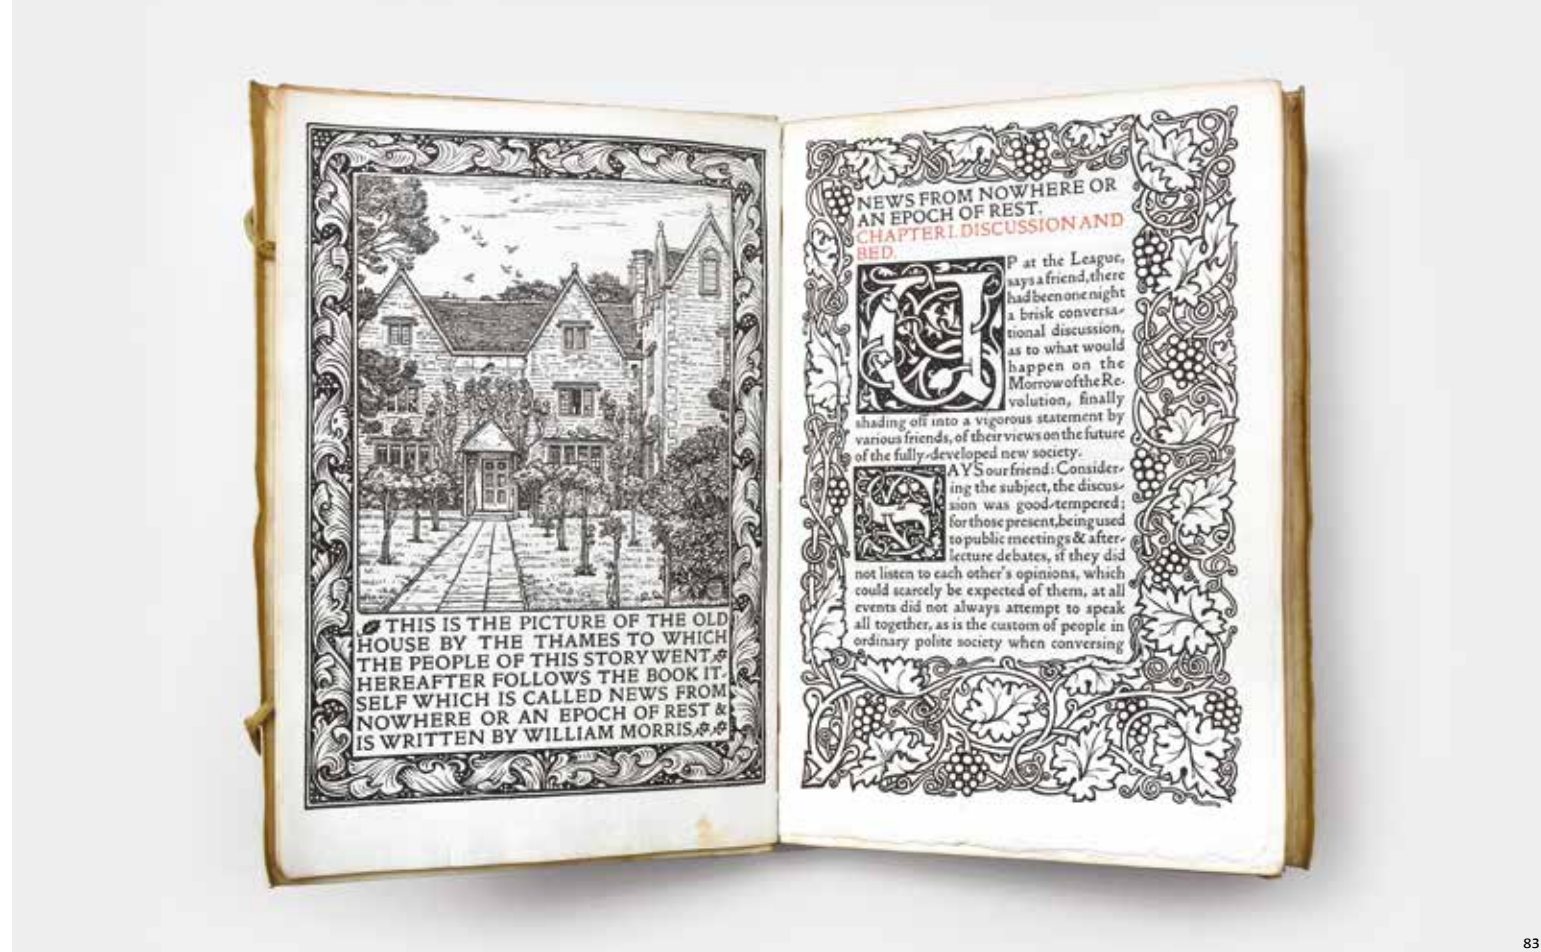 THIS IS THE PICTURE OF THE OLD
HOUSE BY THE THAMES TO WHICH
THE PEOPLE OF THIS STORY WENT
HEREAFTER FOLLOWS THE BOOK IT-
SELF WHICH IS CALLED NEWS FROM
NOWHERE OR AN EPOCH OF REST &
IS WRITTEN BY WILLIAM MORRIS
NEWS FROM NOWHERE OR
AN EPOCH OF REST.
CHAPTER I. DISCUSSION AND
BED.
UP at the League,
says a friend, there
had been one night
a brisk conversa-
tional discussion,
as to what would
happen on the
Morrow of the Re-
volution, finally
shading off into a vigorous statement by
various friends, of their views on the future
of the fully-developed new society.
SAYS our friend: Consider-
ing the subject, the discus-
sion was good-tempered;
for those present, being used
to public meetings & after-
lecture debates, if they did
not listen to each other's opinions, which
could scarcely be expected of them, at all
events did not always attempt to speak
all together, as is the custom of people in
ordinary polite society when conversing
83